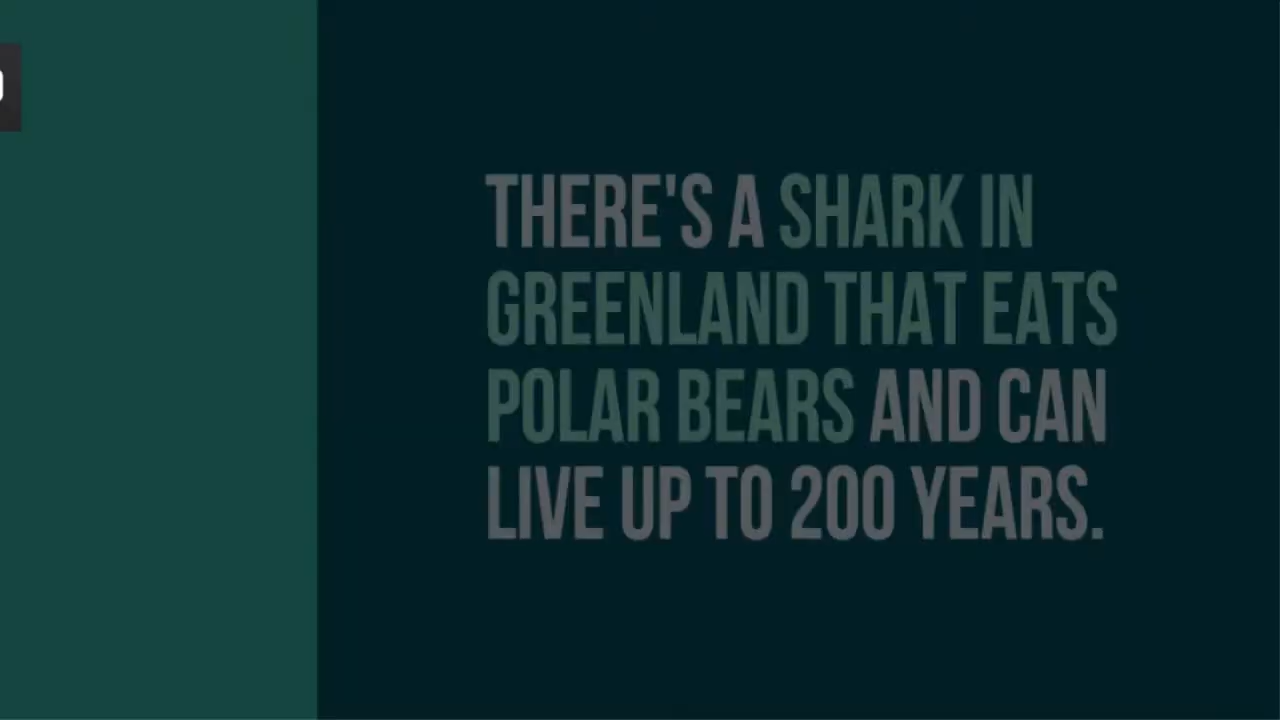 THERE'S A SHARK IN
GREENLAND THAT EATS
POLAR BEARS AND CAN
LIVE UP TO 200 YEARS.